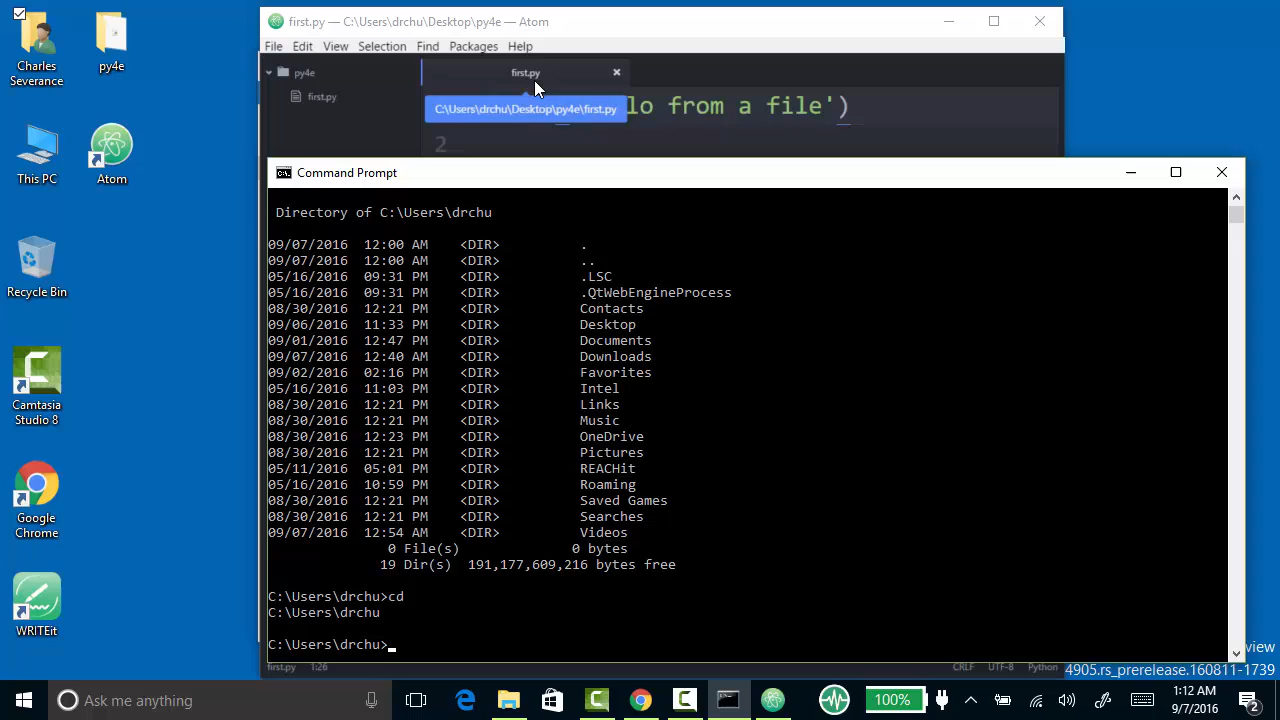 Charles
Severance
py4e
This PC
Atom
Recycle Bin
Camtasia
Studio 8
Google
Chrome
WRITEit
first.py — C:\Users\drchu\Desktop\py4e — Atom
File Edit View Selection Find Packages Help
py4e
first.py
first.py
C:\Users\drchu\Desktop\py4e\first.py
lo from a file')
2
Command Prompt
Directory of C:\Users\drchu
09/07/2016 12:00 AM <DIR> .
09/07/2016 12:00 AM <DIR> ..
05/16/2016 09:31 PM <DIR> .LSC
05/16/2016 09:31 PM <DIR> .QtWebEngineProcess
08/30/2016 12:21 PM <DIR> Contacts
09/06/2016 11:33 PM <DIR> Desktop
09/01/2016 12:47 PM <DIR> Documents
09/07/2016 12:40 AM <DIR> Downloads
09/02/2016 02:16 PM <DIR> Favorites
05/16/2016 11:03 PM <DIR> Intel
08/30/2016 12:21 PM <DIR> Links
08/30/2016 12:21 PM <DIR> Music
08/30/2016 12:23 PM <DIR> OneDrive
08/30/2016 12:21 PM <DIR> Pictures
05/11/2016 05:01 PM <DIR> REACHit
05/16/2016 10:59 PM <DIR> Roaming
08/30/2016 12:21 PM <DIR> Saved Games
08/30/2016 12:21 PM <DIR> Searches
09/07/2016 12:54 AM <DIR> Videos
0 File(s) 0 bytes
19 Dir(s) 191,177,609,216 bytes free
C:\Users\drchu>cd
C:\Users\drchu
C:\Users\drchu>
first.py 1:26 CRLF UTF-8 Python
view
4905.rs_prerelease.160811-1739
Ask me anything
100%
1:12 AM
9/7/2016
2